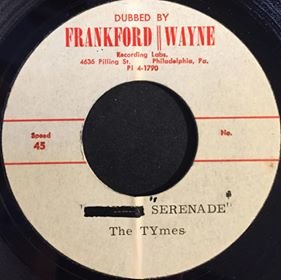 DUBBED BY
FRANKFORD WAYNE
Recording Labs.
4636 Pilling St. Philadelphia, Pa.
PI 4-1790
Speed No.
45
" "SERENADE"
The TYmes